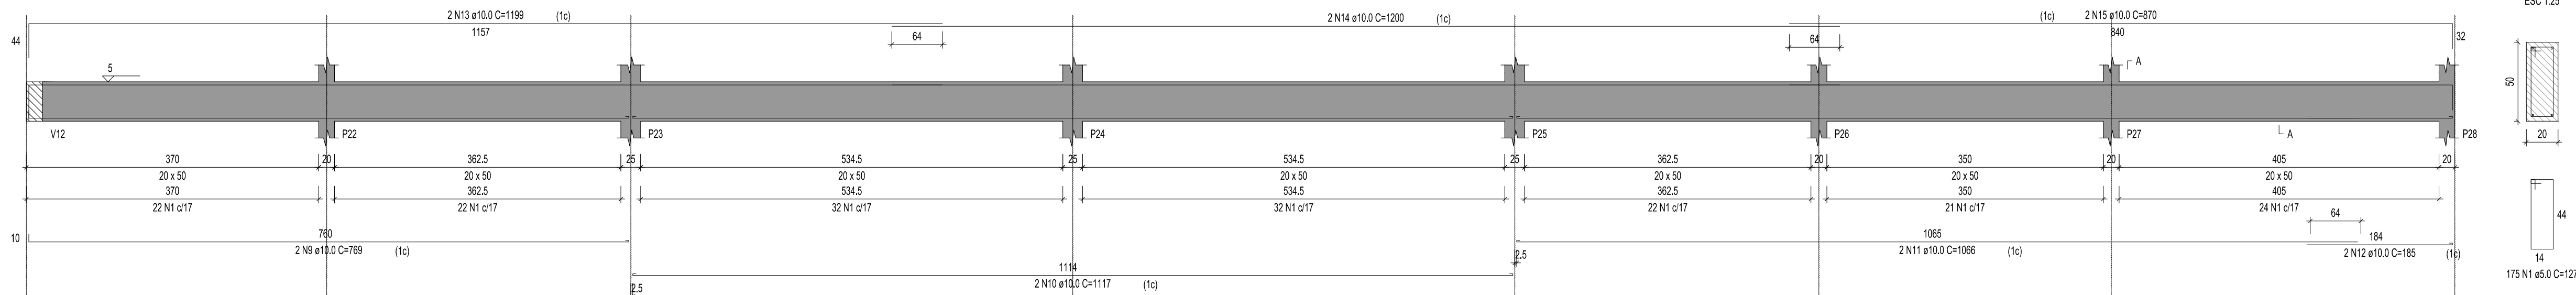 ESC 1:25
2 N13 ø10.0 C=1199 (1c)
1157
44
64
2 N14 ø10.0 C=1200 (1c)
64
(1c) 2 N15 ø10.0 C=870
840
32
5
A
50
20
V12
P22
P23
P24
P25
P26
P27
A
P28
370 20 362.5 25 534.5 25 534.5 25 362.5 20 350 20 405 20
20 x 50 20 x 50 20 x 50 20 x 50 20 x 50 20 x 50 20 x 50
370 362.5 534.5 534.5 362.5 350 405
22 N1 c/17 22 N1 c/17 32 N1 c/17 32 N1 c/17 22 N1 c/17 21 N1 c/17 24 N1 c/17
64
44
14
175 N1 ø5.0 C=127
10
760
2 N9 ø10.0 C=769 (1c)
1065
2 N11 ø10.0 C=1066 (1c)
184
2 N12 ø10.0 C=185 (1c)
2.5
1114
2 N10 ø10.0 C=1117 (1c)
2.5